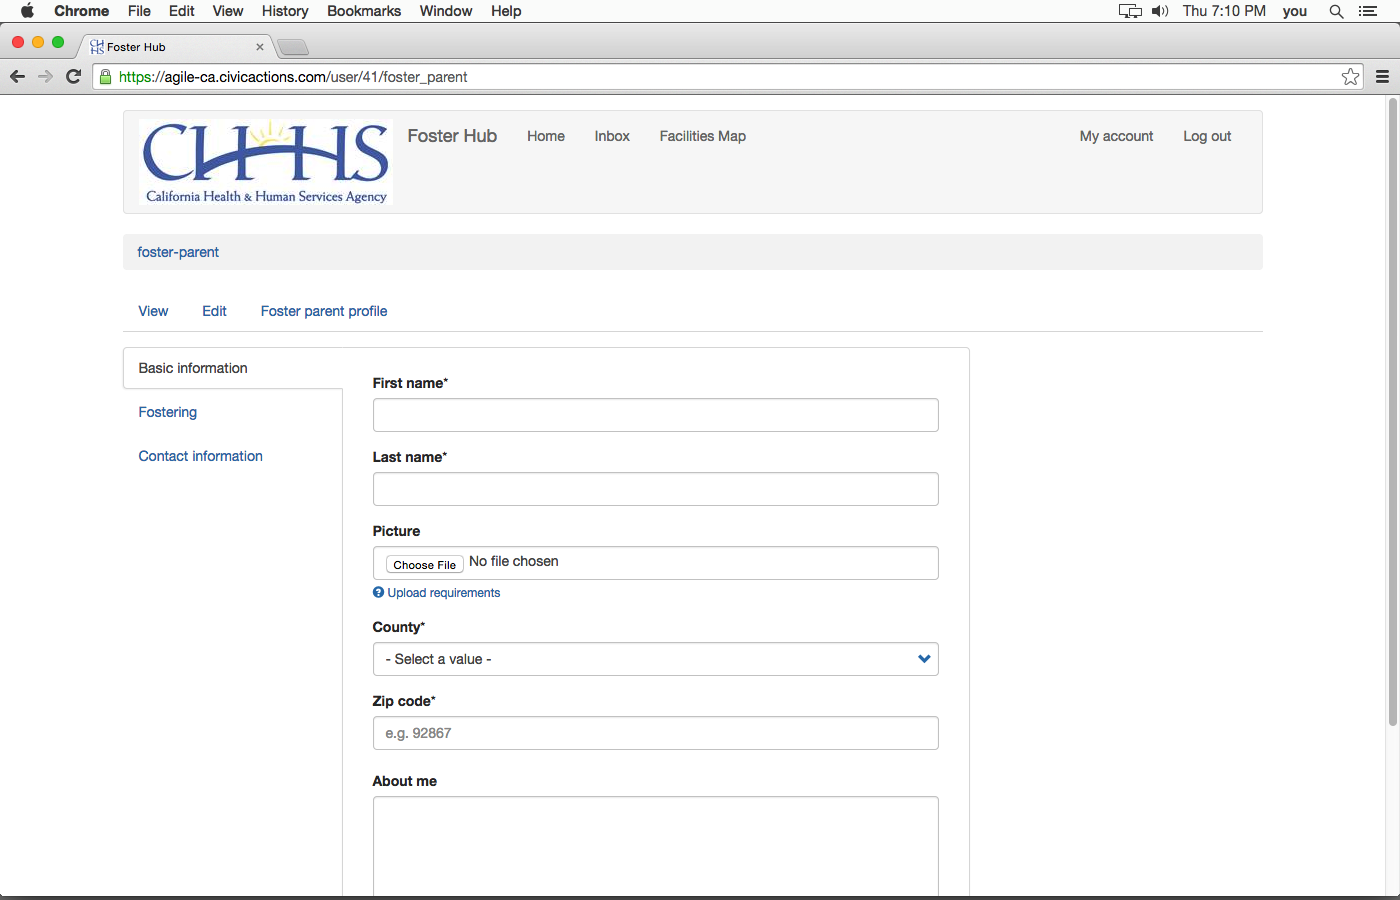 Chrome File Edit View History Bookmarks Window Help Thu 7:10 PM you
Foster Hub
https://agile-ca.civicactions.com/user/41/foster_parent
CHHS
California Health & Human Services Agency
Foster Hub Home Inbox Facilities Map My account Log out
foster-parent
View Edit Foster parent profile
Basic information
Fostering
Contact information
First name*
Last name*
Picture
Choose File No file chosen
Upload requirements
County*
- Select a value -
Zip code*
e.g. 92867
About me